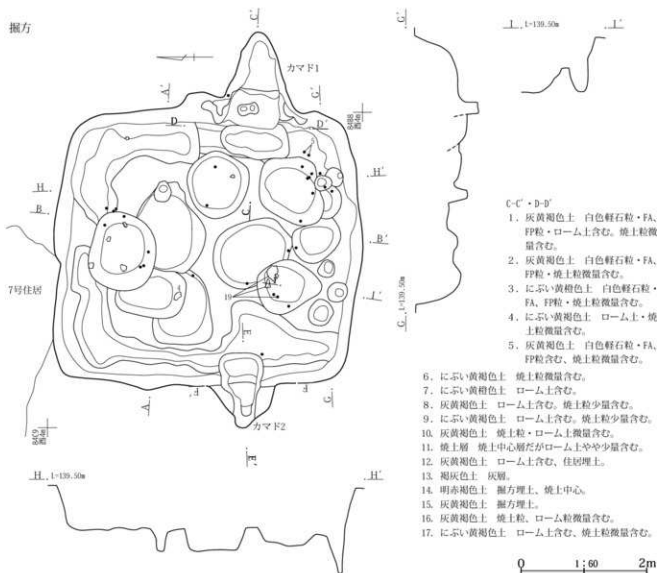 掘方
C′
G′
I L=139.50m I′
カマド1
A′
G′
84B8
西4m
D
D′
H
H′
B
C
B′
7号住居
19
I′
E
G L=139.50m
84C9
西4m
A
G
カマド2
E′
C-C′・D-D′
1. 灰黄褐色土 白色軽石粒・FA、
FP粒・ローム土含む。焼土粒微
量含む。
2. 灰黄褐色土 白色軽石粒・FA、
FP粒・焼土粒微量含む。
3. にぶい黄橙色土 白色軽石粒・
FA、FP粒・焼土粒微量含む。
4. にぶい黄褐色土 ローム土・焼
土粒微量含む。
5. 灰黄褐色土 白色軽石粒・FA、
FP粒含む、焼土粒微量含む。
6. にぶい黄褐色土 焼土粒微量含む。
7. にぶい黄橙色土 ローム土含む。
8. 灰黄褐色土 ローム土含む。焼土粒少量含む。
9. にぶい黄褐色土 ローム土含む。焼土粒少量含む。
10. 灰黄褐色土 焼土粒・ローム土微量含む。
11. 焼土層 焼土中心層だがローム土やや少量含む。
12. 灰黄褐色土 ローム土含む、住居埋土。
13. 褐灰色土 灰層。
14. 明赤褐色土 掘方埋土、焼土中心。
15. 灰黄褐色土 掘方埋土。
16. 灰黄褐色土 焼土粒、ローム粒微量含む。
17. にぶい黄褐色土 ローム土含む、焼土粒微量含む。
H L=139.50m H′
0 1:60 2m